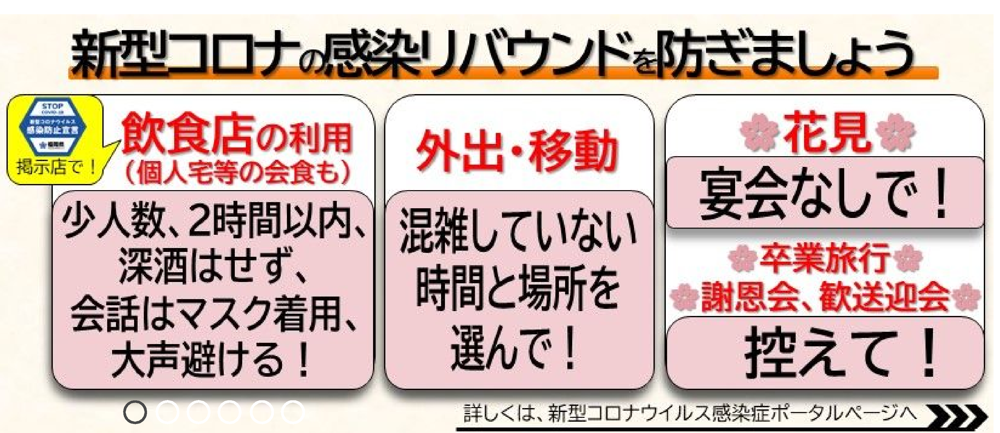 新型コロナの感染リバウンドを防ぎましょう
STOP
COVID-19
新型コロナウイルス
感染防止宣言
福岡県
掲示店で!
飲食店の利用
(個人宅等の会食も)
少人数、2時間以内、
深酒はせず、
会話はマスク着用、
大声避ける!
外出・移動
混雑していない
時間と場所を
選んで!
花見
宴会なしで!
卒業旅行
謝恩会、歓送迎会
控えて!
詳しくは、新型コロナウイルス感染症ポータルページへ